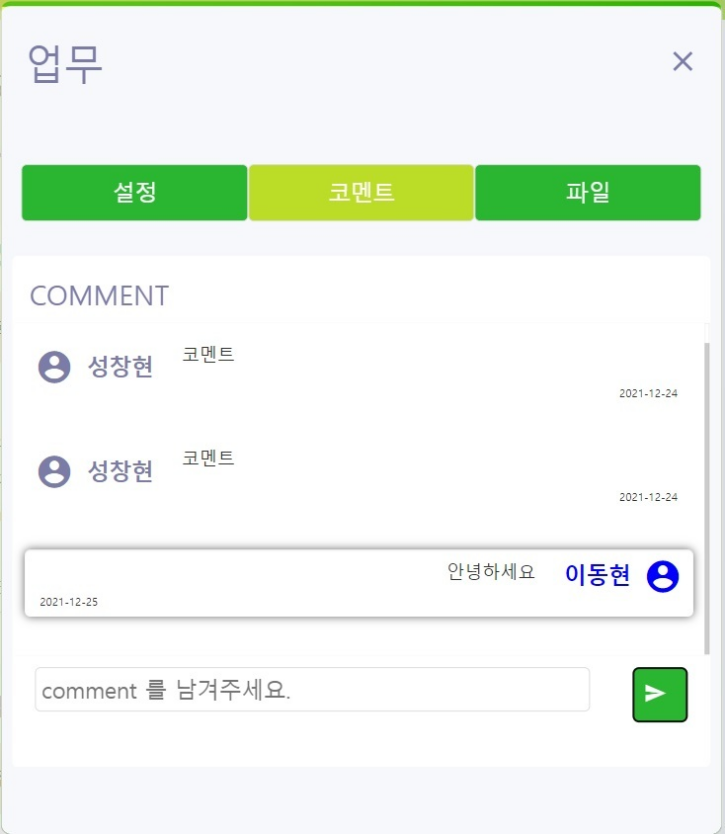 업무
설정 코멘트 파일
COMMENT
성창현 코멘트
2021-12-24
성창현 코멘트
2021-12-24
안녕하세요 이동현
2021-12-25
comment 를 남겨주세요.